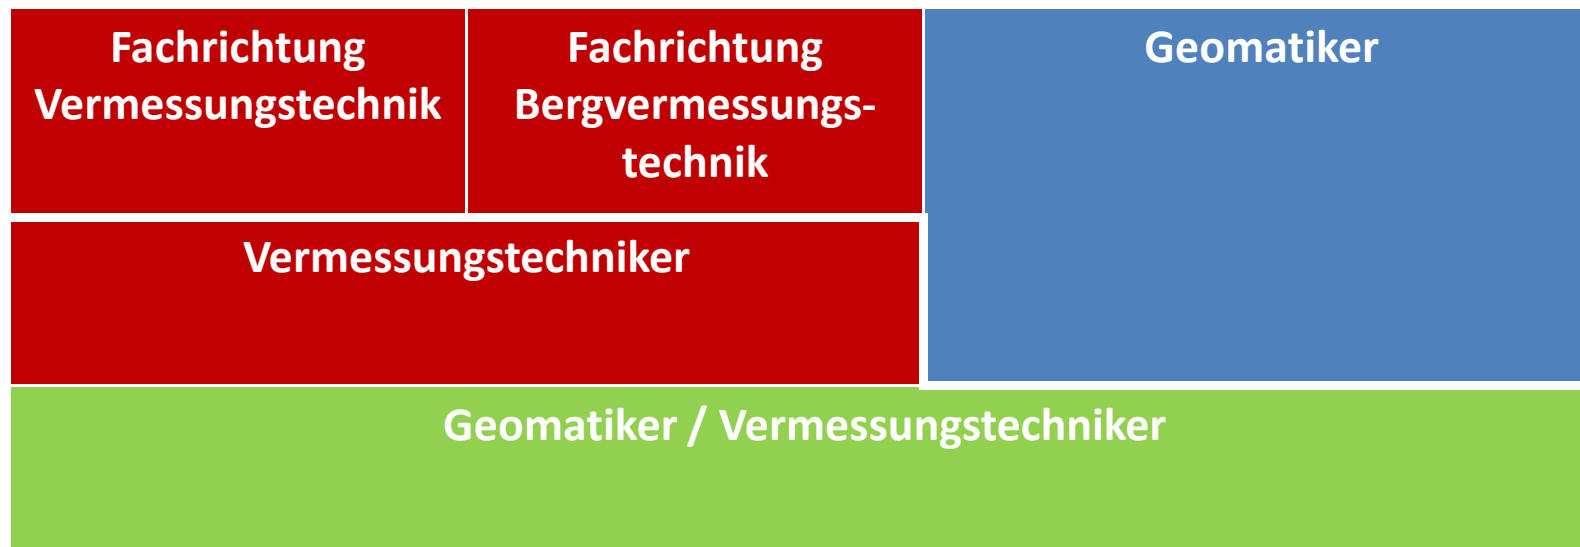 Fachrichtung
Vermessungstechnik
Fachrichtung
Bergvermessungs-
technik
Geomatiker
Vermessungstechniker
Geomatiker / Vermessungstechniker